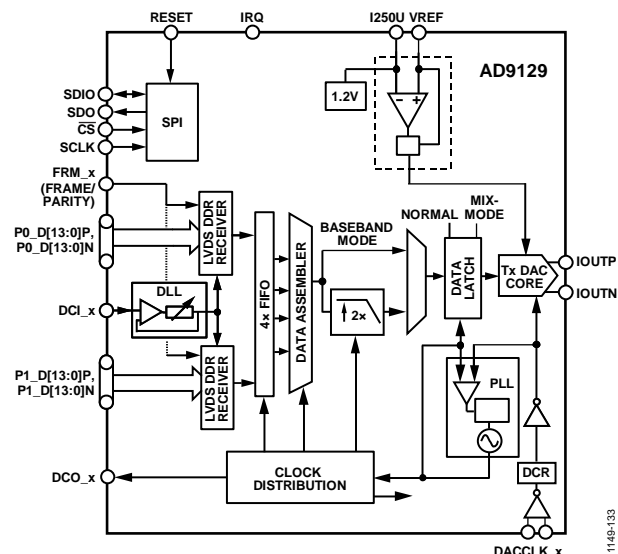 RESET
IRQ
I250U VREF
AD9129
1.2V
SDIO
SDO
CS
SCLK
SPI
FRM_x
(FRAME/
PARITY)
P0_D[13:0]P,
P0_D[13:0]N
LVDS DDR
RECEIVER
4× FIFO
DATA ASSEMBLER
BASEBAND
MODE
NORMAL
MIX-
MODE
DATA
LATCH
Tx DAC
CORE
IOUTP
IOUTN
DLL
DCI_x
2×
P1_D[13:0]P,
P1_D[13:0]N
LVDS DDR
RECEIVER
PLL
DCO_x
CLOCK
DISTRIBUTION
DCR
DACCLK_x
1149-133